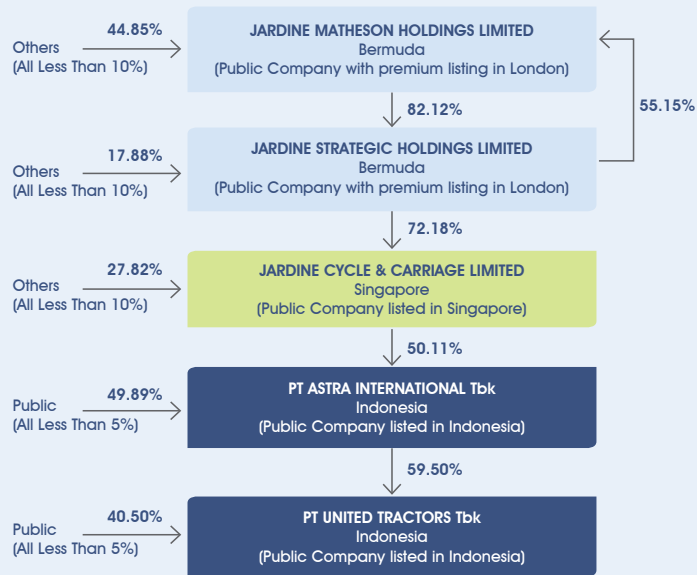 44.85%
Others
(All Less Than 10%)
JARDINE MATHESON HOLDINGS LIMITED
Bermuda
(Public Company with premium listing in London)
82.12%
55.15%
17.88%
Others
(All Less Than 10%)
JARDINE STRATEGIC HOLDINGS LIMITED
Bermuda
(Public Company with premium listing in London)
72.18%
27.82%
Others
(All Less Than 10%)
JARDINE CYCLE & CARRIAGE LIMITED
Singapore
(Public Company listed in Singapore)
50.11%
49.89%
Public
(All Less Than 5%)
PT ASTRA INTERNATIONAL Tbk
Indonesia
(Public Company listed in Indonesia)
59.50%
40.50%
Public
(All Less Than 5%)
PT UNITED TRACTORS Tbk
Indonesia
(Public Company listed in Indonesia)